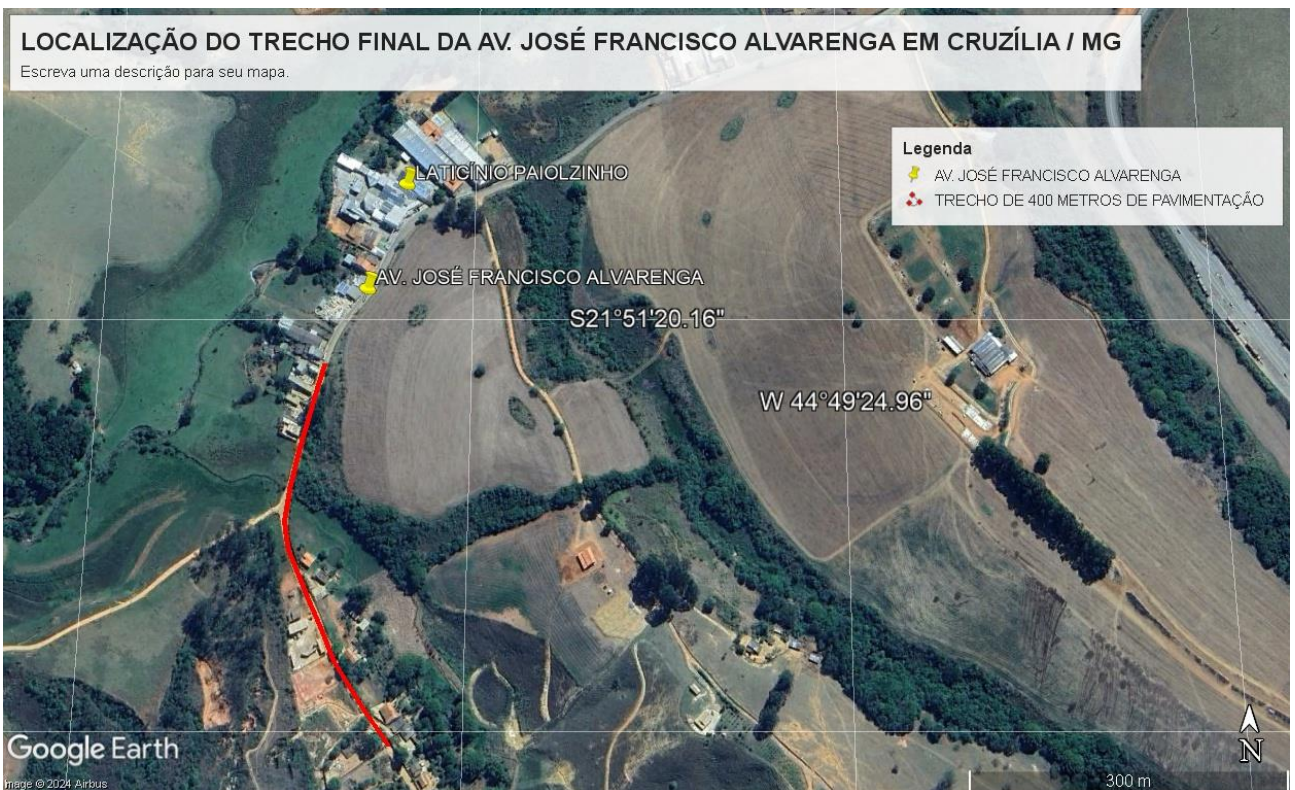 LOCALIZAÇÃO DO TRECHO FINAL DA AV. JOSÉ FRANCISCO ALVARENGA EM CRUZÍLIA / MG
Escreva uma descrição para seu mapa.
Legenda
AV. JOSÉ FRANCISCO ALVARENGA
TRECHO DE 400 METROS DE PAVIMENTAÇÃO
LATICÍNIO PAIOLZINHO
AV. JOSÉ FRANCISCO ALVARENGA
S21°51'20.16"
W 44°49'24.96"
Google Earth
Image © 2024 Airbus
N
300 m